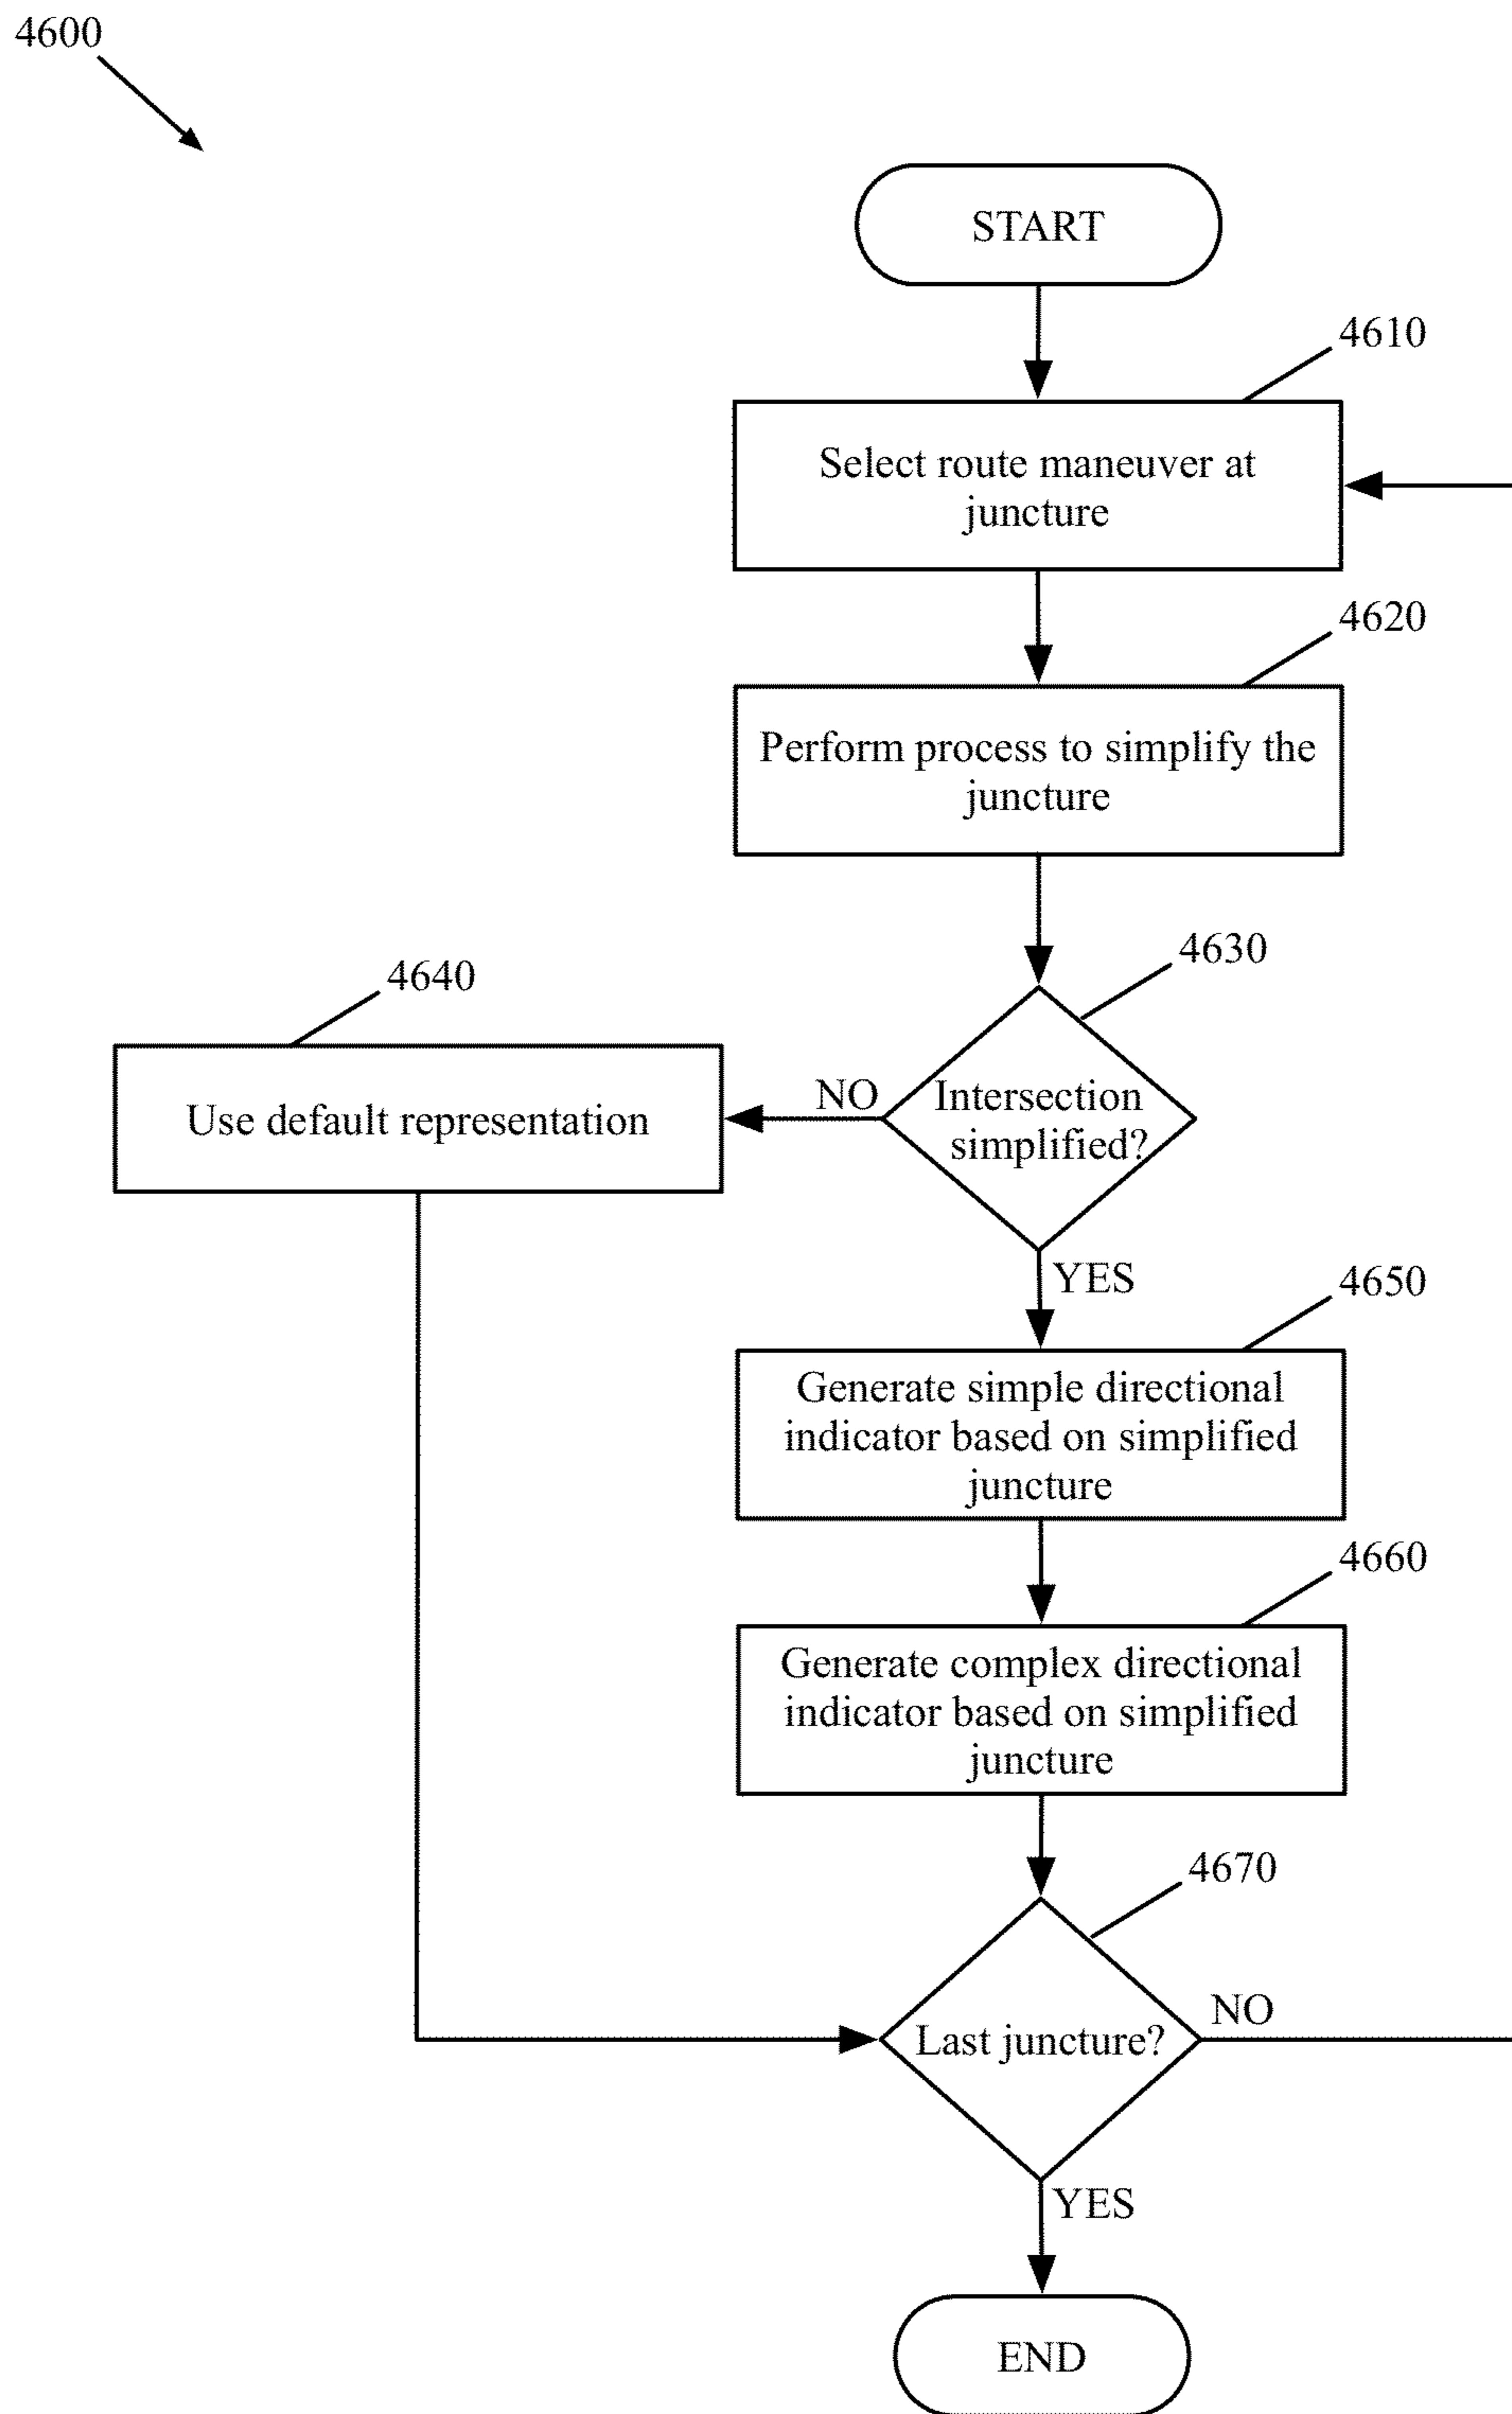 4600
START
4610
Select route maneuver at
juncture
4620
Perform process to simplify the
juncture
4630
4640
Use default representation
NO
Intersection
simplified?
YES
4650
Generate simple directional
indicator based on simplified
juncture
4660
Generate complex directional
indicator based on simplified
juncture
4670
Last juncture?
NO
YES
END